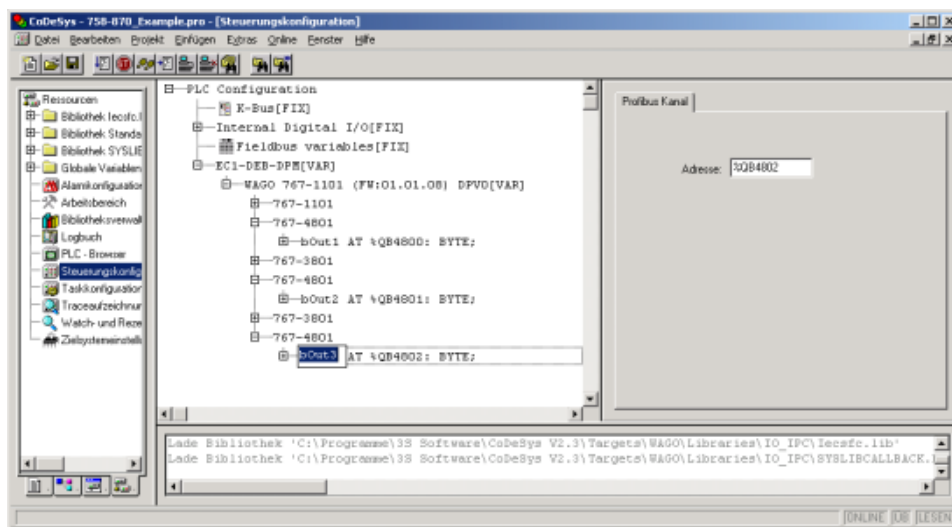 CoDeSys - 758-870_Example.pro - [Steuerungskonfiguration]
Datei Bearbeiten Projekt Einfügen Extras Online Fenster Hilfe
Ressourcen
Bibliothek Iecsfc.l
Bibliothek Standa
Bibliothek SYSLIB
Globale Variablen
Alarmkonfiguration
Arbeitsbereich
Bibliotheksverwal
Logbuch
PLC - Browser
Steuerungskonfig
Taskkonfiguration
Traceaufzeichnun
Watch- und Reze
Zielsystemeinstell
PLC Configuration
K-Bus[FIX]
Internal Digital I/O[FIX]
Fieldbus variables[FIX]
EC1-DEB-DPM[VAR]
WAGO 767-1101 (FW:01.01.08) DPV0[VAR]
767-1101
767-4801
bOut1 AT %QB4800: BYTE;
767-3801
767-4801
bOut2 AT %QB4801: BYTE;
767-3801
767-4801
bOut3 AT %QB4802: BYTE;
Profibus Kanal
Adresse: %QB4802
Lade Bibliothek 'C:\Programme\3S Software\CoDeSys V2.3\Targets\WAGO\Libraries\IO_IPC\Iecsfc.lib'
Lade Bibliothek 'C:\Programme\3S Software\CoDeSys V2.3\Targets\WAGO\Libraries\IO_IPC\SYSLIBCALLBACK.
ONLINE ÜB LESEN